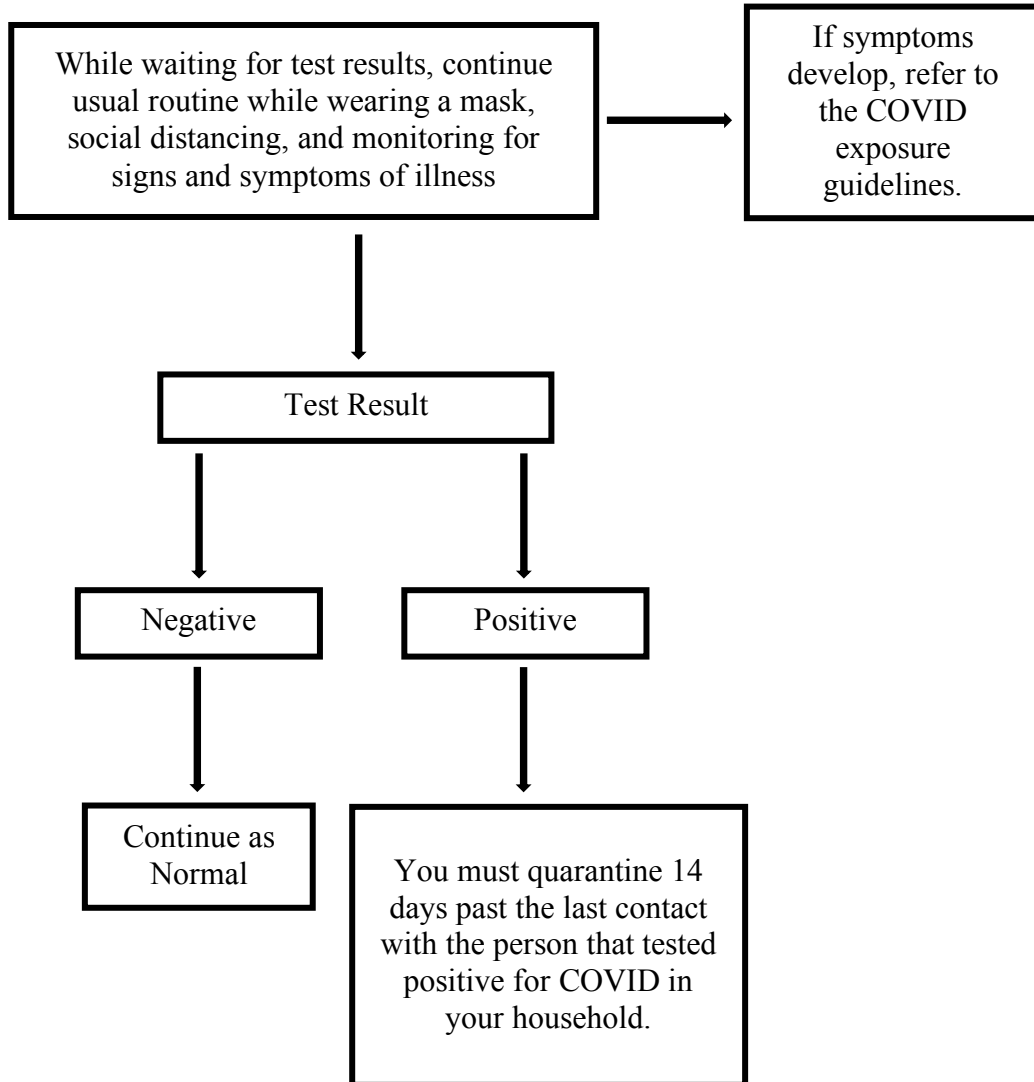 While waiting for test results, continue
usual routine while wearing a mask,
social distancing, and monitoring for
signs and symptoms of illness
If symptoms
develop, refer to
the COVID
exposure
guidelines.
Test Result
Negative
Positive
Continue as
Normal
You must quarantine 14
days past the last contact
with the person that tested
positive for COVID in
your household.